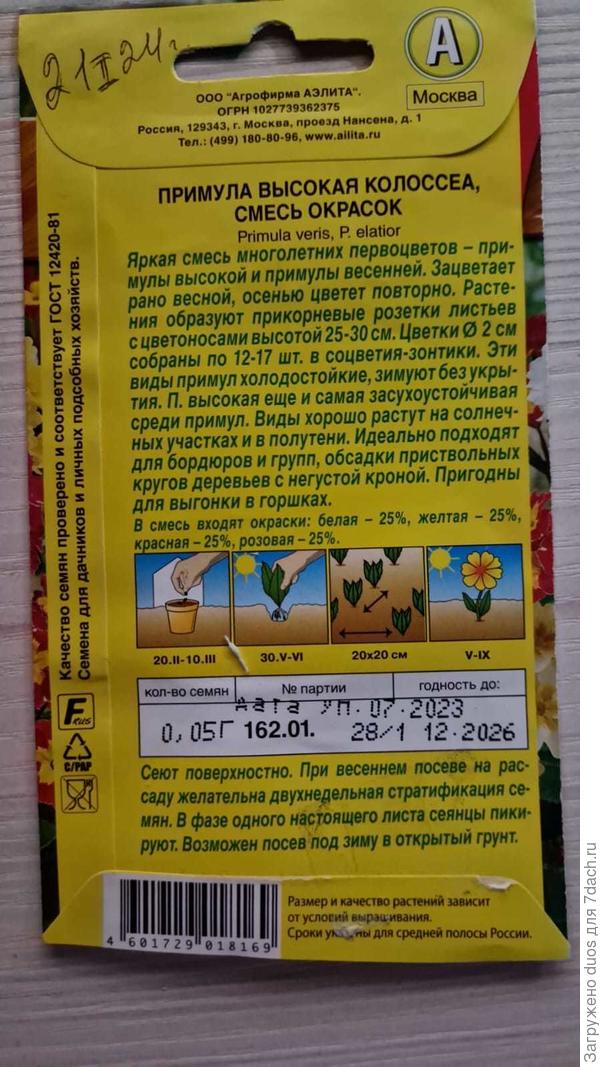 21 II 24 г
А
Москва
ООО "Агрофирма АЭЛИТА".
ОГРН 1027739362375
Россия, 129343, г. Москва, проезд Нансена, д. 1
Тел.: (499) 180-80-96, www.ailita.ru
ПРИМУЛА ВЫСОКАЯ КОЛОССЕА,
СМЕСЬ ОКРАСОК
Primula veris, P. elatior
Яркая смесь многолетних первоцветов – при-
мулы высокой и примулы весенней. Зацветает
рано весной, осенью цветет повторно. Расте-
ния образуют прикорневые розетки листьев
с цветоносами высотой 25-30 см. Цветки Ø 2 см
собраны по 12-17 шт. в соцветия-зонтики. Эти
виды примул холодостойкие, зимуют без укры-
тия. П. высокая еще и самая засухоустойчивая
среди примул. Виды хорошо растут на солнеч-
ных участках и в полутени. Идеально подходят
для бордюров и групп, обсадки приствольных
кругов деревьев с негустой кроной. Пригодны
для выгонки в горшках.
В смесь входят окраски: белая – 25%, желтая – 25%,
красная – 25%, розовая – 25%.
Качество семян проверено и соответствует ГОСТ 12420-81
Семена для дачников и личных подсобных хозяйств.
20.II-10.III 30.V-VI 20x20 см V-IX
кол-во семян № партии годность до:
Дата уп.07.2023
0,05Г 162.01. 28/1 12.2026
F rus
C/PAP
Сеют поверхностно. При весеннем посеве на рас-
саду желательна двухнедельная стратификация се-
мян. В фазе одного настоящего листа сеянцы пики-
руют. Возможен посев под зиму в открытый грунт.
4 601729 018169
Размер и качество растений зависит
от условий выращивания.
Сроки указаны для средней полосы России.
Загружено duos для 7dach.ru